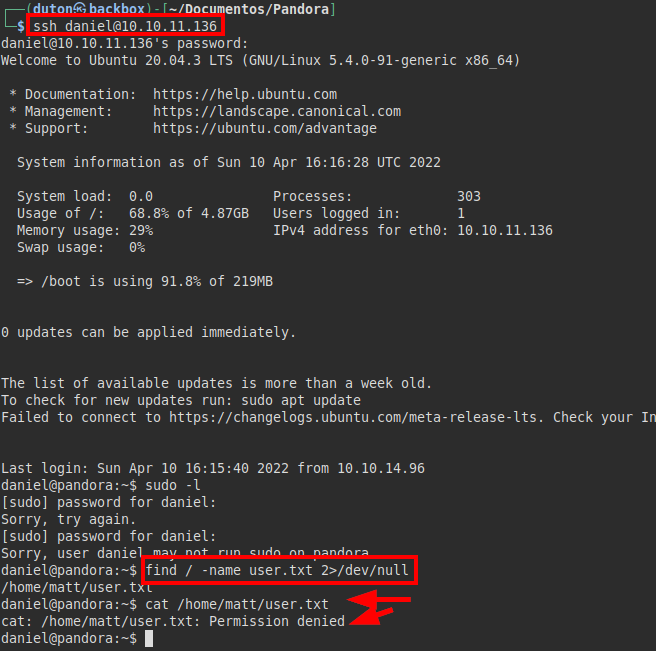 ┌──(duton㉿backbox)-[~/Documentos/Pandora]
└─$ ssh daniel@10.10.11.136
daniel@10.10.11.136's password:
Welcome to Ubuntu 20.04.3 LTS (GNU/Linux 5.4.0-91-generic x86_64)
* Documentation:  https://help.ubuntu.com
* Management:     https://landscape.canonical.com
* Support:        https://ubuntu.com/advantage
System information as of Sun 10 Apr 16:16:28 UTC 2022
System load:  0.0               Processes:             303
Usage of /:   68.8% of 4.87GB   Users logged in:       1
Memory usage: 29%               IPv4 address for eth0: 10.10.11.136
Swap usage:   0%
=> /boot is using 91.8% of 219MB
0 updates can be applied immediately.
The list of available updates is more than a week old.
To check for new updates run: sudo apt update
Failed to connect to https://changelogs.ubuntu.com/meta-release-lts. Check your In
Last login: Sun Apr 10 16:15:40 2022 from 10.10.14.96
daniel@pandora:~$ sudo -l
[sudo] password for daniel:
Sorry, try again.
[sudo] password for daniel:
Sorry, user daniel may not run sudo on pandora
daniel@pandora:~$ find / -name user.txt 2>/dev/null
/home/matt/user.txt
daniel@pandora:~$ cat /home/matt/user.txt
cat: /home/matt/user.txt: Permission denied
daniel@pandora:~$